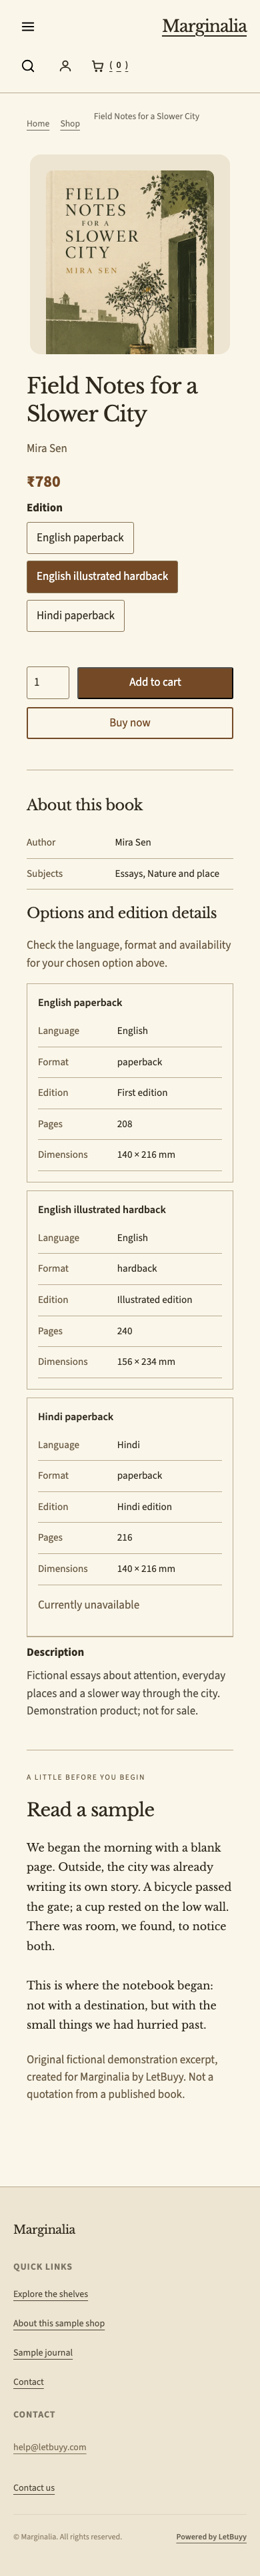 Marginalia
( 0 )
Home Shop Field Notes for a Slower City
FIELD
NOTES
FOR A
SLOWER
CITY
MIRA SEN
Field Notes for a
Slower City
Mira Sen
₹780
Edition
English paperback
English illustrated hardback
Hindi paperback
1 Add to cart
Buy now
About this book
Author Mira Sen
Subjects Essays, Nature and place
Options and edition details
Check the language, format and availability
for your chosen option above.
English paperback
Language English
Format paperback
Edition First edition
Pages 208
Dimensions 140 × 216 mm
English illustrated hardback
Language English
Format hardback
Edition Illustrated edition
Pages 240
Dimensions 156 × 234 mm
Hindi paperback
Language Hindi
Format paperback
Edition Hindi edition
Pages 216
Dimensions 140 × 216 mm
Currently unavailable
Description
Fictional essays about attention, everyday
places and a slower way through the city.
Demonstration product; not for sale.
A LITTLE BEFORE YOU BEGIN
Read a sample
We began the morning with a blank
page. Outside, the city was already
writing its own story. A bicycle passed
the gate; a cup rested on the low wall.
There was room, we found, to notice
both.
This is where the notebook began:
not with a destination, but with the
small things we had hurried past.
Original fictional demonstration excerpt,
created for Marginalia by LetBuyy. Not a
quotation from a published book.
Marginalia
QUICK LINKS
Explore the shelves
About this sample shop
Sample journal
Contact
CONTACT
help@letbuyy.com
Contact us
© Marginalia. All rights reserved. Powered by LetBuyy